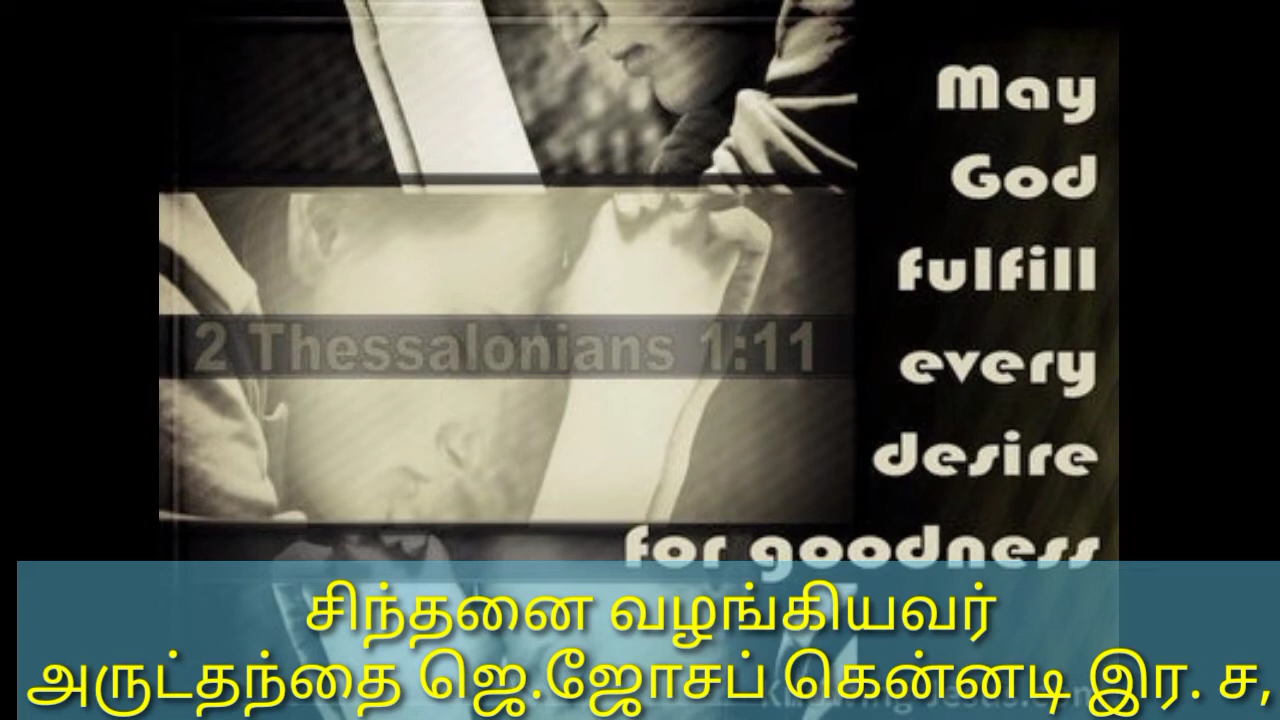 May
God
fulfill
every
desire
for goodness
2 Thessalonians 1:11
சிந்தனை வழங்கியவர்
அருட்தந்தை ஜெ.ஜோசப் கென்னடி இர. ச,